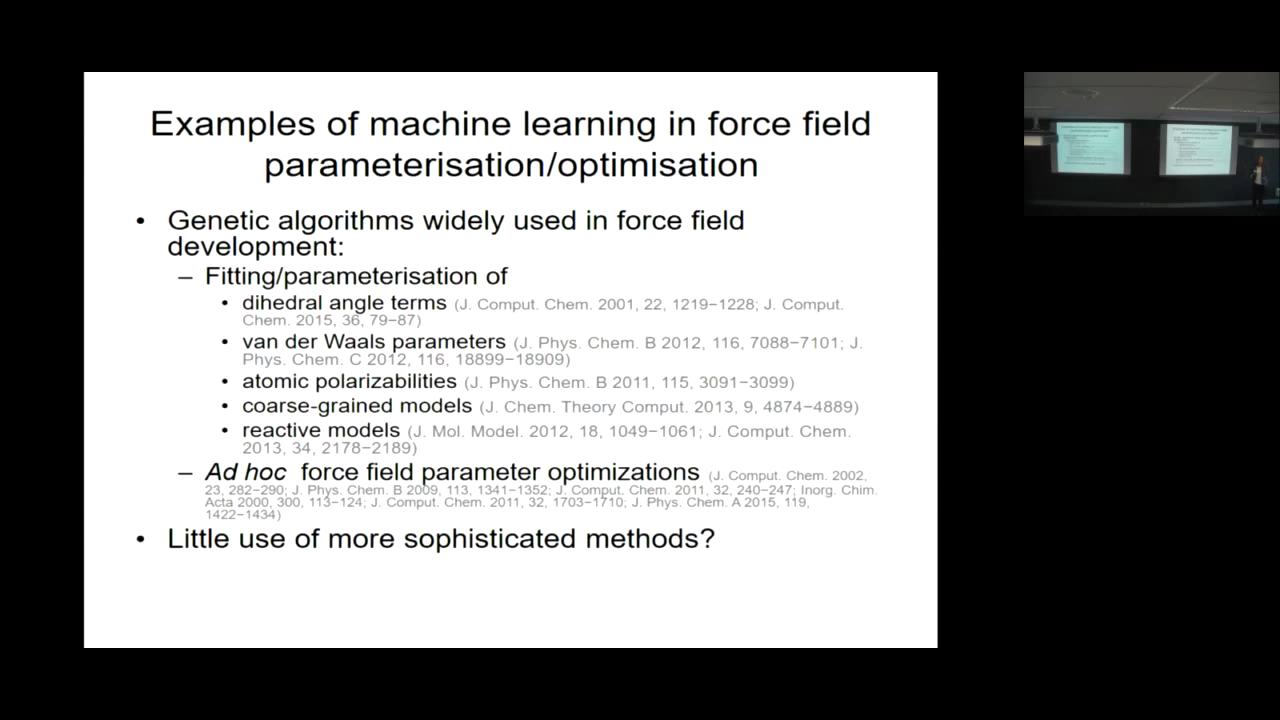 Examples of machine learning in force field
parameterisation/optimisation
• Genetic algorithms widely used in force field
development:
– Fitting/parameterisation of
• dihedral angle terms (J. Comput. Chem. 2001, 22, 1219−1228; J. Comput.
Chem. 2015, 36, 79−87)
• van der Waals parameters (J. Phys. Chem. B 2012, 116, 7088−7101; J.
Phys. Chem. C 2012, 116, 18899−18909)
• atomic polarizabilities (J. Phys. Chem. B 2011, 115, 3091−3099)
• coarse-grained models (J. Chem. Theory Comput. 2013, 9, 4874−4889)
• reactive models (J. Mol. Model. 2012, 18, 1049−1061; J. Comput. Chem.
2013, 34, 2178−2189)
– Ad hoc force field parameter optimizations (J. Comput. Chem. 2002,
23, 282−290; J. Phys. Chem. B 2009, 113, 1341−1352; J. Comput. Chem. 2011, 32, 240−247; Inorg. Chim.
Acta 2000, 300, 113−124; J. Comput. Chem. 2011, 32, 1703−1710; J. Phys. Chem. A 2015, 119,
1422−1434)
• Little use of more sophisticated methods?